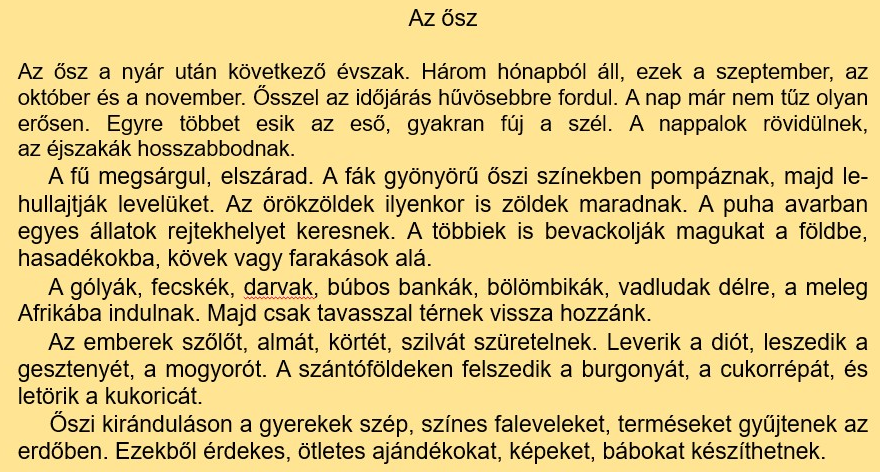 Az ősz
Az ősz a nyár után következő évszak. Három hónapból áll, ezek a szeptember, az
október és a november. Ősszel az időjárás hűvösebbre fordul. A nap már nem tűz olyan
erősen. Egyre többet esik az eső, gyakran fúj a szél. A nappalok rövidülnek,
az éjszakák hosszabbodnak.
A fű megsárgul, elszárad. A fák gyönyörű őszi színekben pompáznak, majd le-
hullajtják levelüket. Az örökzöldek ilyenkor is zöldek maradnak. A puha avarban
egyes állatok rejtekhelyet keresnek. A többiek is bevackolják magukat a földbe,
hasadékokba, kövek vagy farakások alá.
A gólyák, fecskék, darvak, búbos bankák, bölömbikák, vadludak délre, a meleg
Afrikába indulnak. Majd csak tavasszal térnek vissza hozzánk.
Az emberek szőlőt, almát, körtét, szilvát szüretelnek. Leverik a diót, leszedik a
gesztenyét, a mogyorót. A szántóföldeken felszedik a burgonyát, a cukorrépát, és
letörik a kukoricát.
Őszi kiránduláson a gyerekek szép, színes faleveleket, terméseket gyűjtenek az
erdőben. Ezekből érdekes, ötletes ajándékokat, képeket, bábokat készíthetnek.